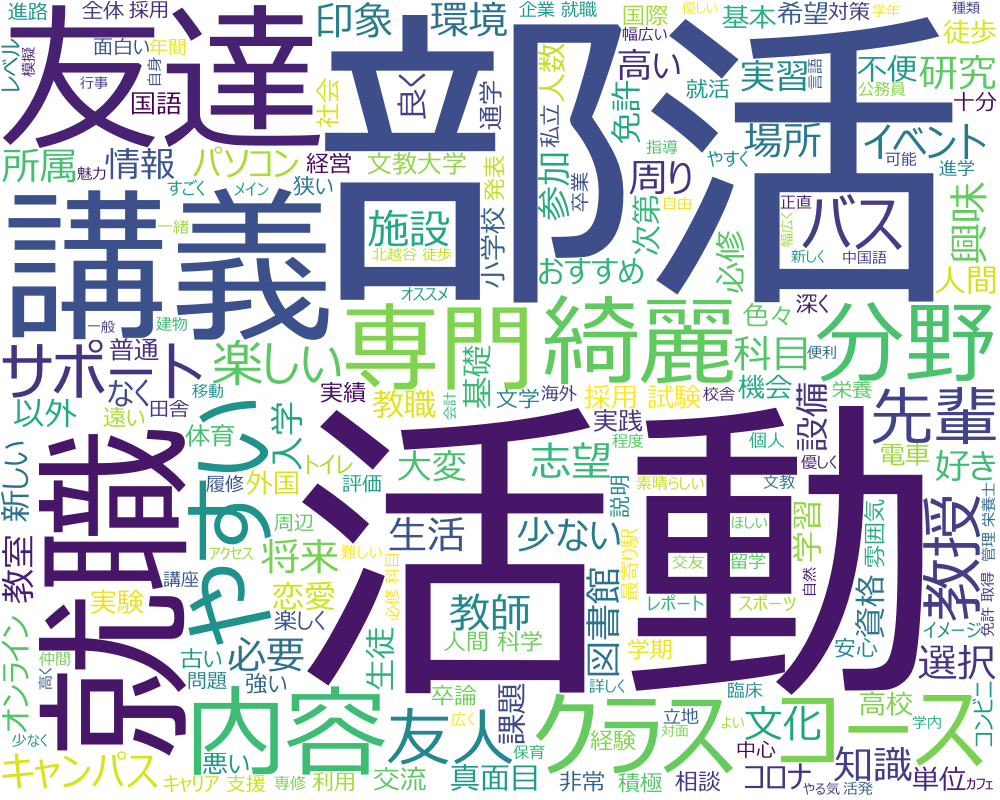 進路
全体 採用
レベル
模擬
面白い
年間
行事
自身
国語
友達
印象
環境
良く
社会
通学
部活
企業 就職
優しい
国際
幅広い
基本
希望
対策
学年
種類
徒歩
人数
高い
就活
実習
言語
不便
公務員
研究
十分
私立
免許
場所
イベント
所属
魅力
情報
パソコン
経営
文教大学
発表
卒業
参加
指導
やすく
周り
自由
可能
進学
すごく
メイン
狭い
一緒
施設
北越谷 徒歩
小学校
次第
必修
正直
バス
幅広く
新しく
中国語
興味
人間
講義
オススメ
おすすめ
深く
一般
建物
専門
綺麗
色々
分野
サポート
普通
楽しい
基礎
科目
便利
なく
移動
実績
文学
海外
採用 試験
校舎
機会
栄養
以外
遠い
田舎
教職
会計
入学
実践
程度
個人
設備
優しく
先輩
新しい
就職
やすい
体育
トイレ
大変
志望
説明
素晴らしい
文教
電車
好き
履修
外国
評価
周辺
生活
少ない
ほしい
学習
雰囲気
教授
管理 栄養士
教室
アクセス
将来
難しい
活動
最寄り駅
交友
留学
講座
恋愛
必修 科目
教師
図書館
レポート
スポーツ
自然
資格
免許 取得
実験
楽しく
人間 科学
安心
イメージ
オンライン
仲間
高く
古い
必要
生徒
学期
選択
問題
強い
内容
友人
卒論
課題
詳しく
クラス
臨床
文化
コース
高校
コンビニ
少なく
広く
立地
対面
よい
学内
キャンパス
悪い
保育
経験
中心
知識
キャリア 支援
専修
利用
交流
真面目
非常
積極
相談
コロナ
やる気
活発
単位
カフェ